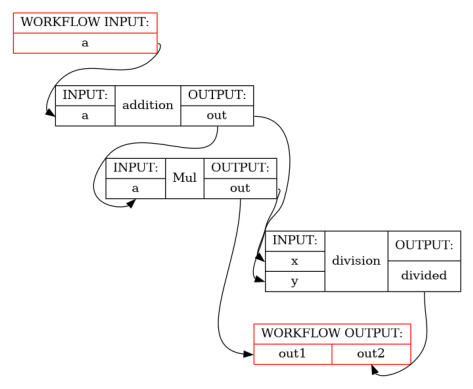 WORKFLOW INPUT:
a
INPUT: addition OUTPUT:
a out
INPUT: Mul OUTPUT:
a out
INPUT: division OUTPUT:
x divided
y
WORKFLOW OUTPUT:
out1 out2